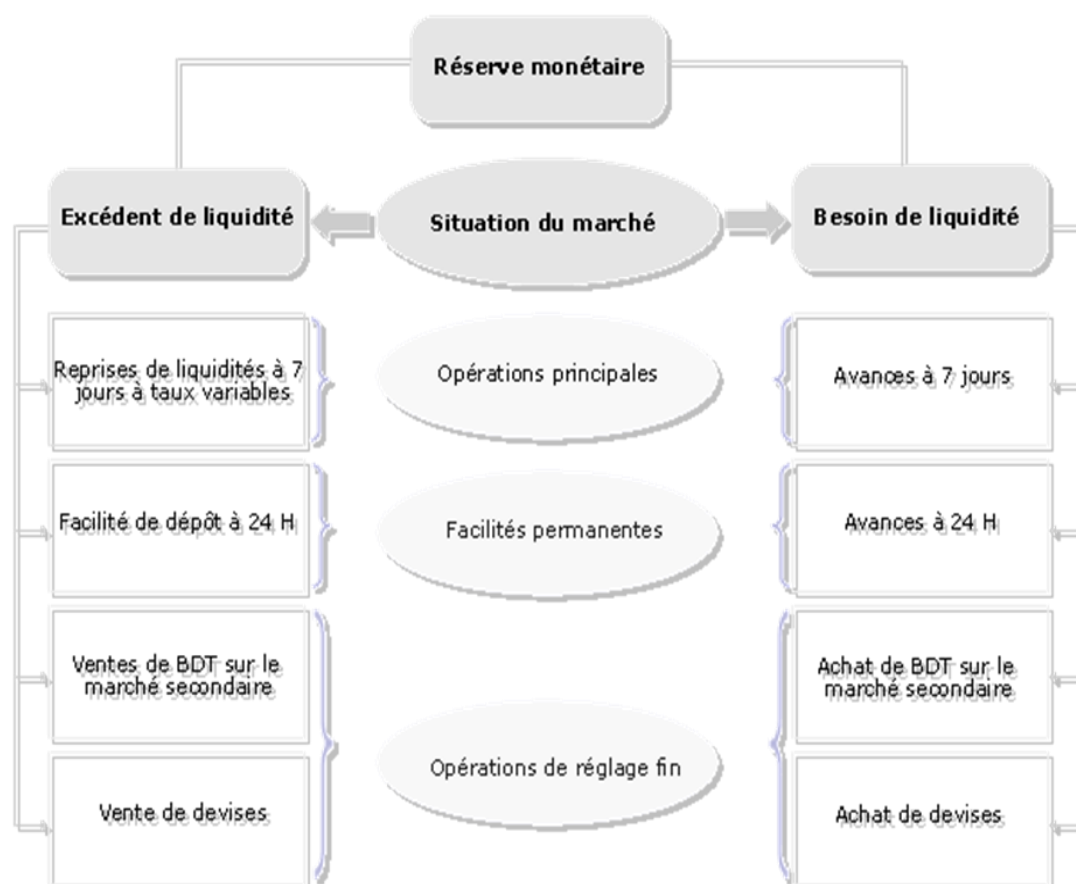 Réserve monétaire
Excédent de liquidité
Situation du marché
Besoin de liquidité
Reprises de liquidités à 7
jours à taux variables
Opérations principales
Avances à 7 jours
Facilité de dépôt à 24 H
Facilités permanentes
Avances à 24 H
Ventes de BDT sur le
marché secondaire
Achat de BDT sur le
marché secondaire
Opérations de réglage fin
Vente de devises
Achat de devises